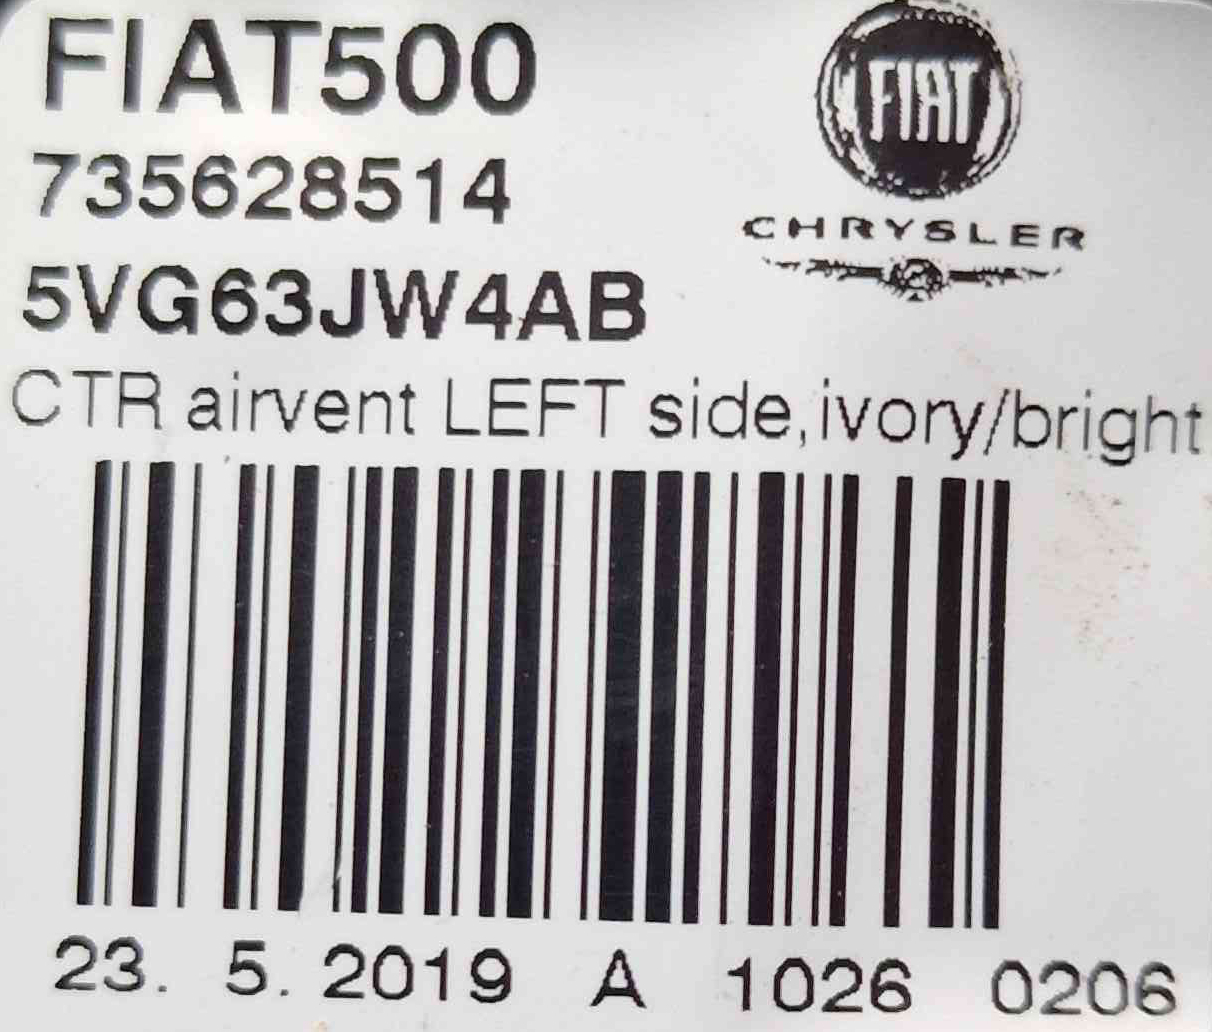 FIAT500
FIAT
735628514
CHRYSLER
5VG63JW4AB
CTR airvent LEFT side,ivory/bright
23. 5. 2019 A 1026 0206